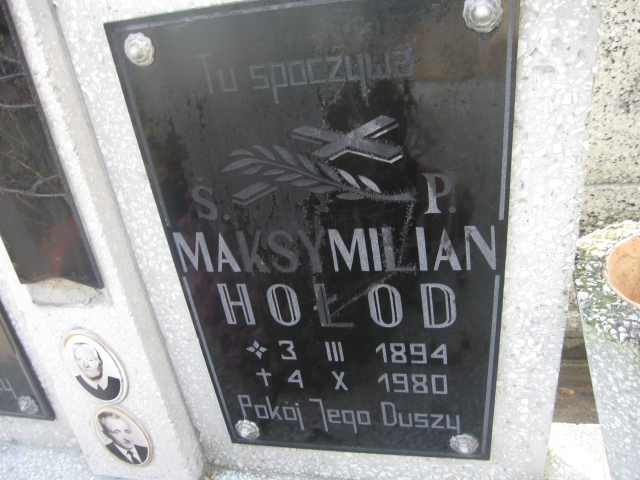 Tu spoczywa
Ś. P.
MAKSYMILIAN
HOŁOD
3 III 1894
4 X 1980
Pokój Jego Duszy